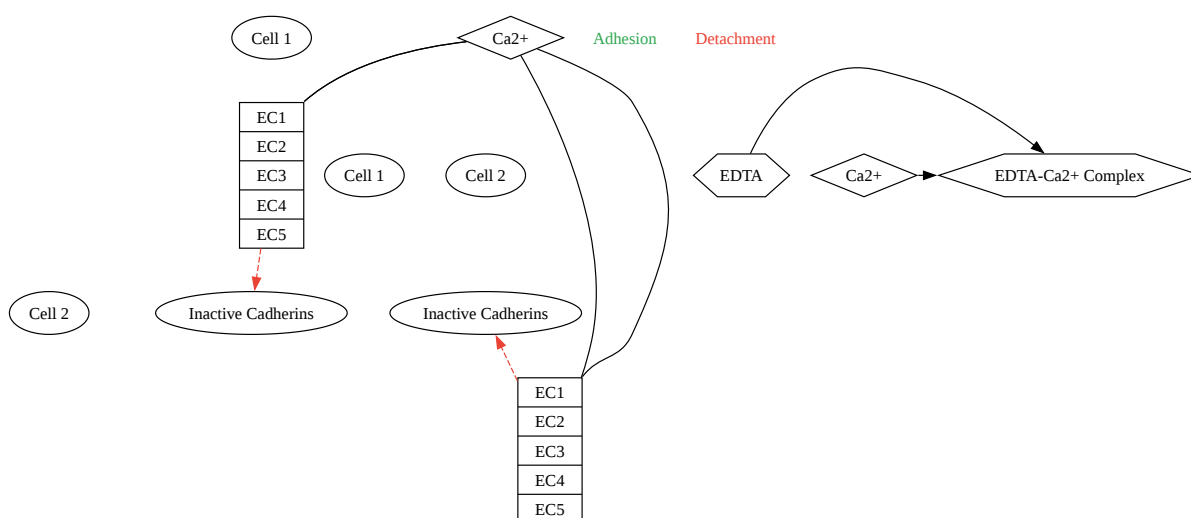 Cell 1
Ca2+
Adhesion
Detachment
EC1
EC2
EC3
EC4
EC5
Cell 1
Cell 2
EDTA
Ca2+
EDTA-Ca2+ Complex
Cell 2
Inactive Cadherins
Inactive Cadherins
EC1
EC2
EC3
EC4
EC5